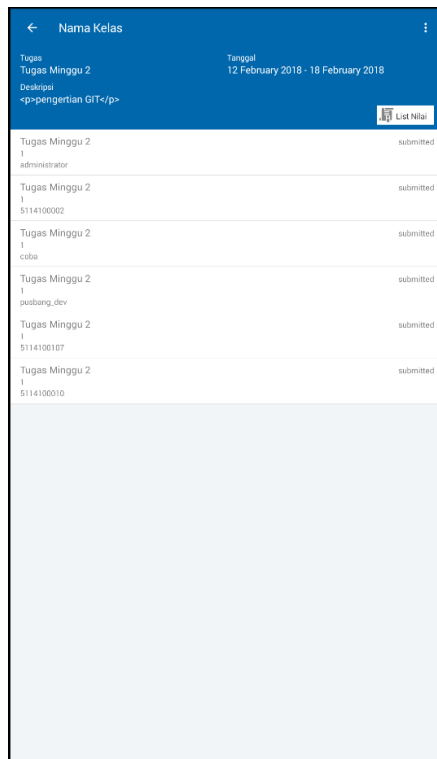 Nama Kelas
Tugas
Tugas Minggu 2
Tanggal
12 February 2018 - 18 February 2018
Deskripsi
<p>pengertian GIT</p>
List Nilai
Tugas Minggu 2 submitted
1
administrator
Tugas Minggu 2 submitted
1
5114100002
Tugas Minggu 2 submitted
1
coba
Tugas Minggu 2 submitted
1
pusbang_dev
Tugas Minggu 2 submitted
1
5114100107
Tugas Minggu 2 submitted
1
5114100010